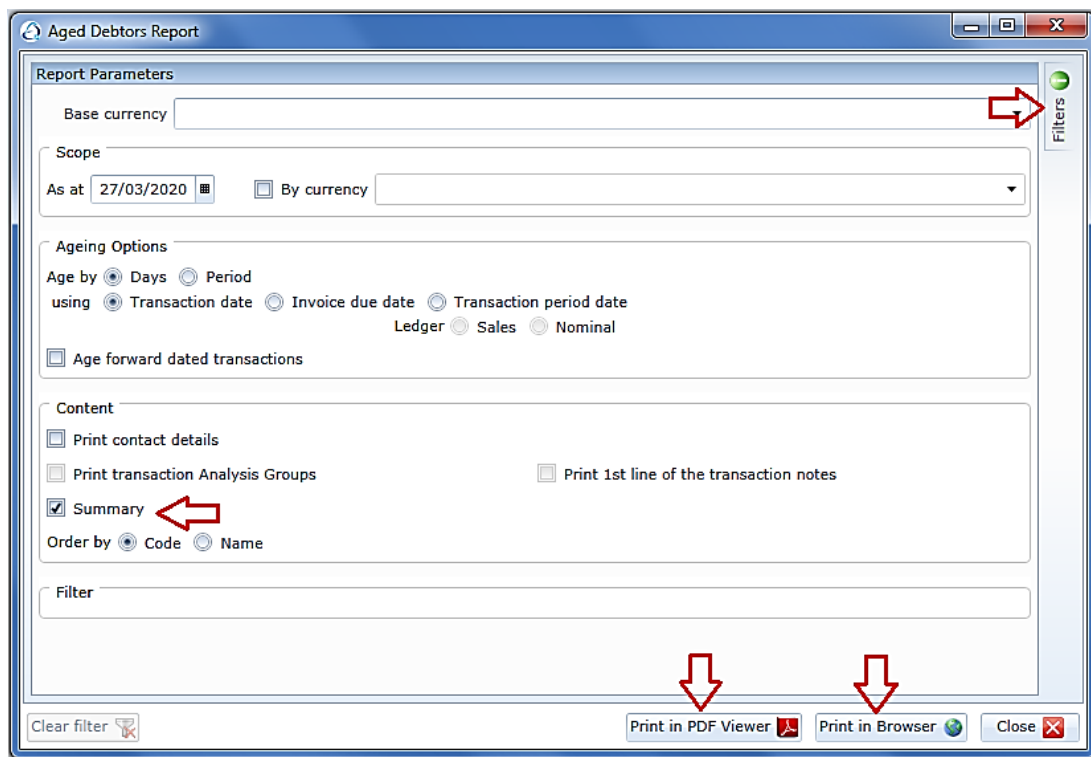 Aged Debtors Report
Report Parameters
Filters
Base currency
Scope
As at 27/03/2020 By currency
Ageing Options
Age by Days Period
using Transaction date Invoice due date Transaction period date
Ledger Sales Nominal
Age forward dated transactions
Content
Print contact details
Print transaction Analysis Groups Print 1st line of the transaction notes
Summary
Order by Code Name
Filter
Clear filter Print in PDF Viewer Print in Browser Close